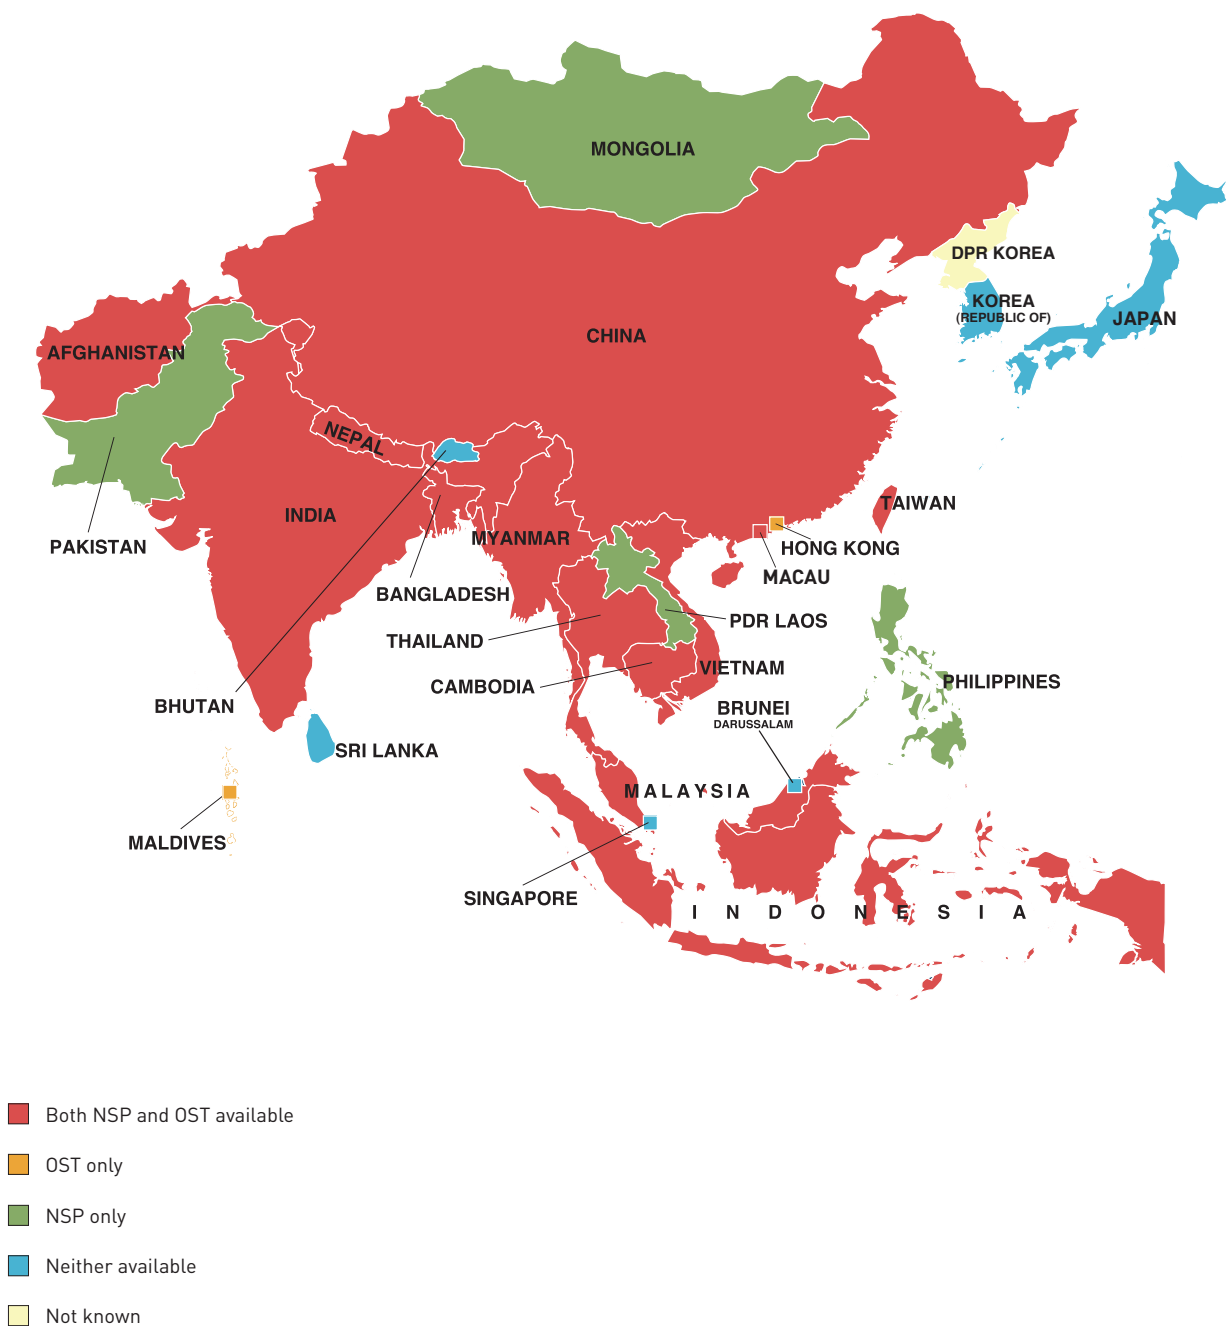 MONGOLIA
DPR KOREA
KOREA
(REPUBLIC OF)
JAPAN
CHINA
AFGHANISTAN
NEPAL
TAIWAN
INDIA
MYANMAR
PAKISTAN
HONG KONG
MACAU
BANGLADESH
PDR LAOS
THAILAND
VIETNAM
CAMBODIA
PHILIPPINES
BHUTAN
BRUNEI
DARUSSALAM
SRI LANKA
MALAYSIA
MALDIVES
SINGAPORE
INDONESIA
Both NSP and OST available
OST only
NSP only
Neither available
Not known